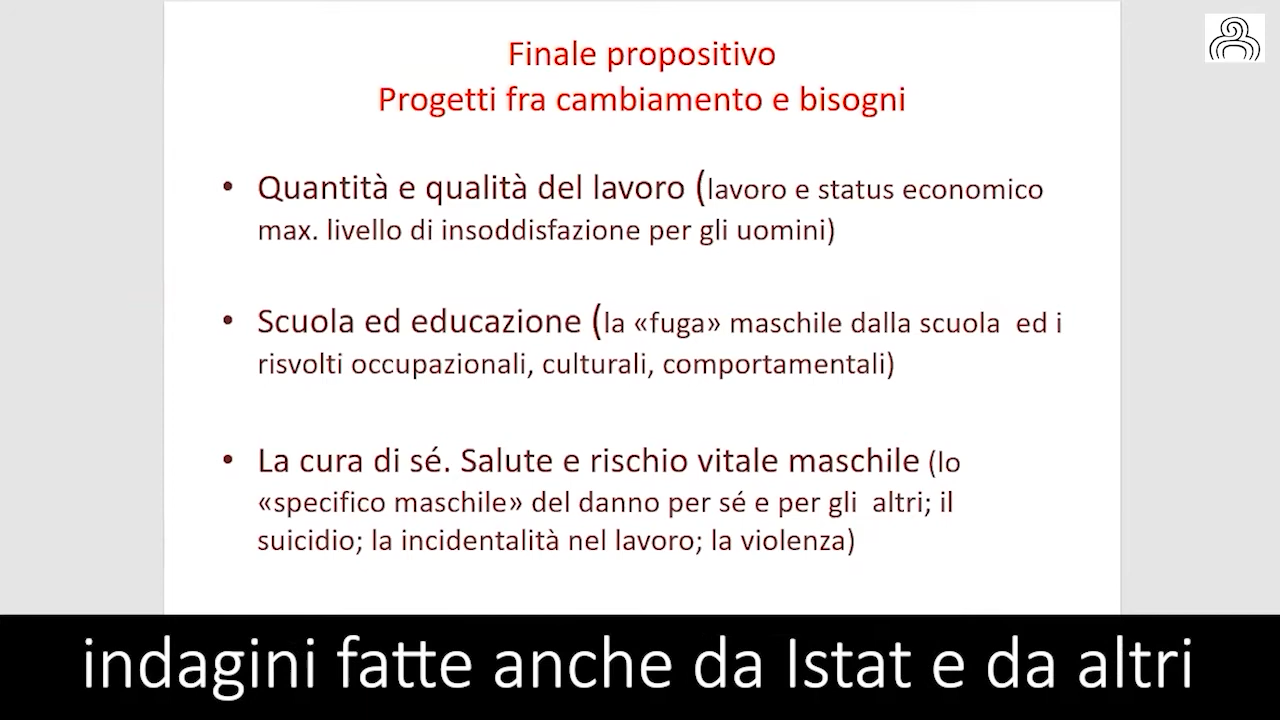 Finale propositivo
Progetti fra cambiamento e bisogni
• Quantità e qualità del lavoro (lavoro e status economico
max. livello di insoddisfazione per gli uomini)
• Scuola ed educazione (la «fuga» maschile dalla scuola ed i
risvolti occupazionali, culturali, comportamentali)
• La cura di sé. Salute e rischio vitale maschile (lo
«specifico maschile» del danno per sé e per gli altri; il
suicidio; la incidentalità nel lavoro; la violenza)
indagini fatte anche da Istat e da altri